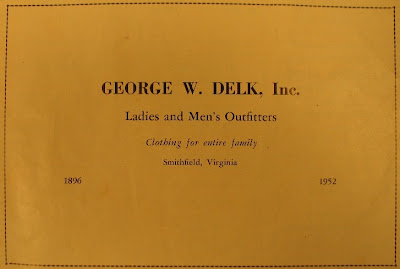 GEORGE W. DELK, Inc.
Ladies and Men's Outfitters
Clothing for entire family
Smithfield, Virginia
1896 1952